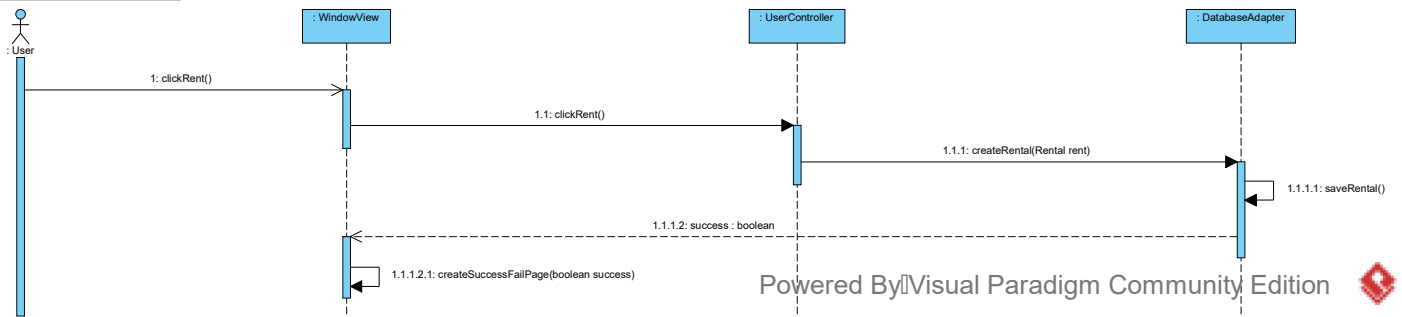 : User
: WindowView
: UserController
: DatabaseAdapter
1: clickRent()
1.1: clickRent()
1.1.1: createRental(Rental rent)
1.1.1.1: saveRental()
1.1.1.2: success : boolean
1.1.1.2.1: createSuccessFailPage(boolean success)
Powered By Visual Paradigm Community Edition